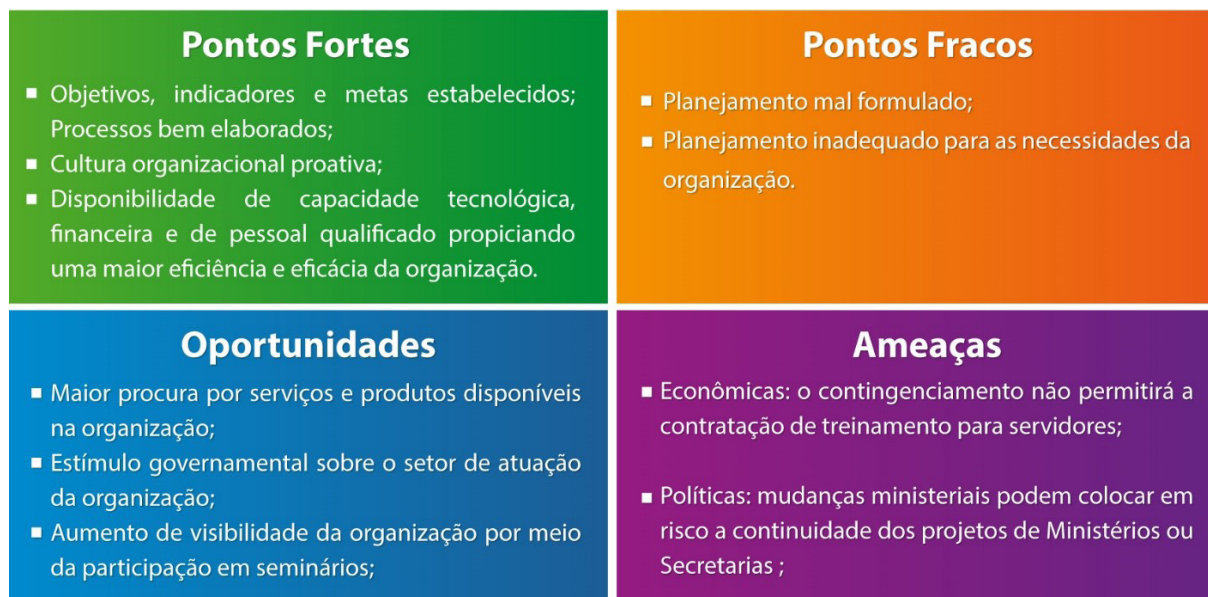 Pontos Fortes
▪ Objetivos, indicadores e metas estabelecidos;
Processos bem elaborados;
▪ Cultura organizacional proativa;
▪ Disponibilidade de capacidade tecnológica,
financeira e de pessoal qualificado propiciando
uma maior eficiência e eficácia da organização.
Pontos Fracos
▪ Planejamento mal formulado;
▪ Planejamento inadequado para as necessidades da
organização.
Oportunidades
▪ Maior procura por serviços e produtos disponíveis
na organização;
▪ Estímulo governamental sobre o setor de atuação
da organização;
▪ Aumento de visibilidade da organização por meio
da participação em seminários;
Ameaças
▪ Econômicas: o contingenciamento não permitirá a
contratação de treinamento para servidores;
▪ Políticas: mudanças ministeriais podem colocar em
risco a continuidade dos projetos de Ministérios ou
Secretarias ;